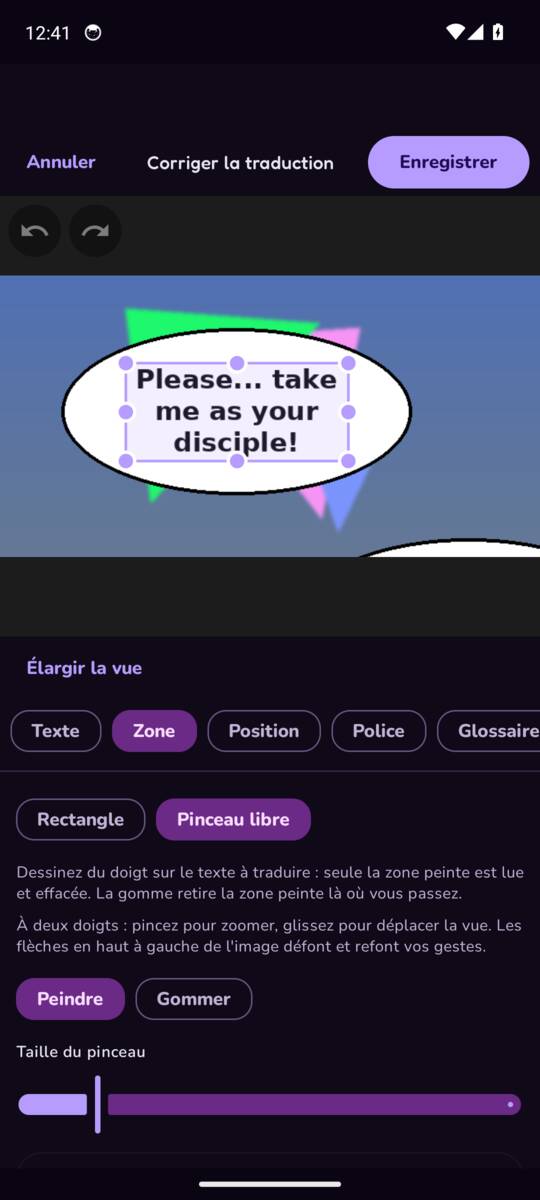 12:41
Annuler
Corriger la traduction
Enregistrer
Please... take
me as your
disciple!
Élargir la vue
Texte
Zone
Position
Police
Glossaire
Rectangle
Pinceau libre
Dessinez du doigt sur le texte à traduire : seule la zone peinte est lue
et effacée. La gomme retire la zone peinte là où vous passez.
À deux doigts : pincez pour zoomer, glissez pour déplacer la vue. Les
flèches en haut à gauche de l'image défont et refont vos gestes.
Peindre
Gommer
Taille du pinceau